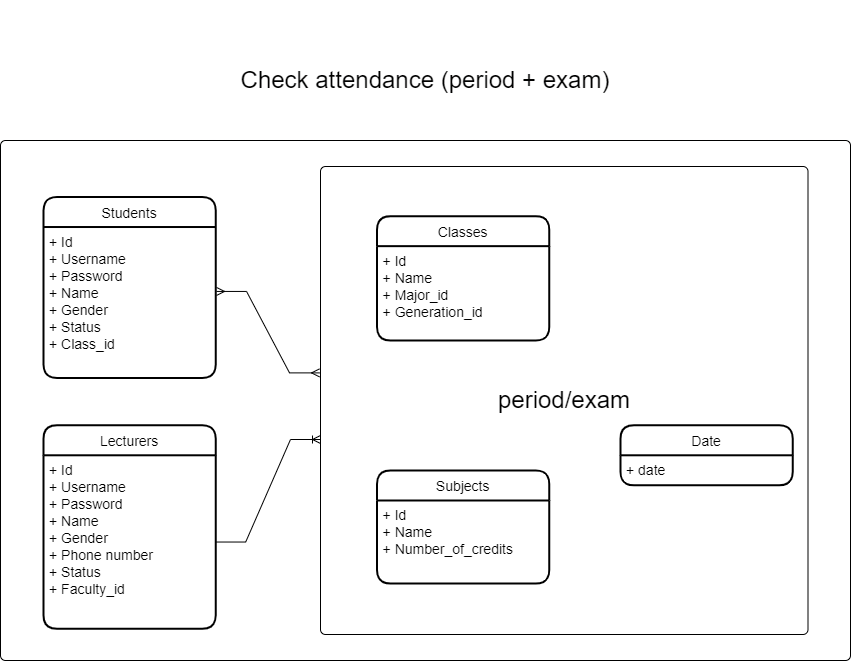 Check attendance (period + exam)
Students
+ Id
+ Username
+ Password
+ Name
+ Gender
+ Status
+ Class_id
Lecturers
+ Id
+ Username
+ Password
+ Name
+ Gender
+ Phone number
+ Status
+ Faculty_id
Classes
+ Id
+ Name
+ Major_id
+ Generation_id
period/exam
Subjects
+ Id
+ Name
+ Number_of_credits
Date
+ date